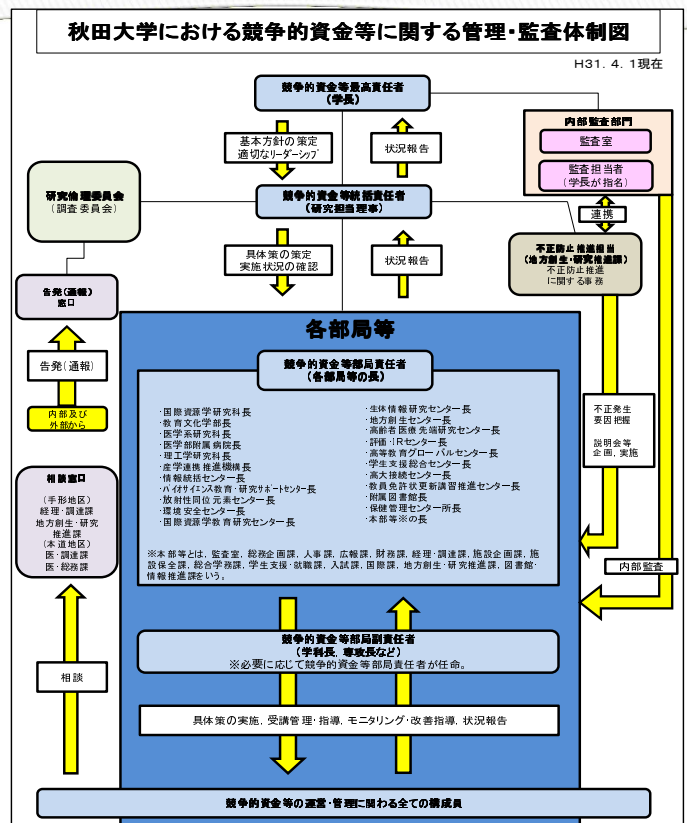 秋田大学における競争的資金等に関する管理・監査体制図
H31．4．1現在
競争的資金等最高責任者
（学長）
基本方針の策定
適切なリーダーシップ
状況報告
内部監査部門
監査室
監査担当者
（学長が指名）
研究倫理委員会
（調査委員会）
競争的資金等統括責任者
（研究担当理事）
連携
具体策の策定
実施状況の確認
状況報告
不正防止推進担当
（地方創生・研究推進課）
不正防止推進
に関する事務
告発（通報）
窓口
告発（通報）
内部及び
外部から
各部局等
競争的資金等部局責任者
（各部局等の長）
・国際資源学研究科長
・教育文化学部長
・医学系研究科長
・医学部附属病院長
・理工学研究科長
・産学連携推進機構長
・情報統括センター長
・バイオサイエンス教育・研究サポートセンター長
・放射性同位元素センター長
・環境安全センター長
・国際資源学教育研究センター長
・生体情報研究センター長
・地方創生センター長
・高齢者医療先端研究センター長
・評価・IRセンター長
・高等教育グローバルセンター長
・学生支援総合センター長
・高大接続センター長
・教員免許状更新講習推進センター長
・附属図書館長
・保健管理センター所長
・本部等※の長
※本部等とは，監査室，総務企画課，人事課，広報課，財務課，経理・調達課，施設企画課，施
設保全課，総合学務課，学生支援・就職課，入試課，国際課，地方創生・研究推進課，図書館・
情報推進課をいう。
不正発生
要因把握
説明会等
企画，実施
内部監査
相談窓口
（手形地区）
経理・調達課
地方創生・研究
推進課
（本道地区）
医・調達課
医・総務課
相談
競争的資金等部局副責任者
（学科長，専攻長など）
※必要に応じて競争的資金等部局責任者が任命。
具体策の実施，受講管理・指導，モニタリング・改善指導，状況報告
競争的資金等の運営・管理に関わる全ての構成員